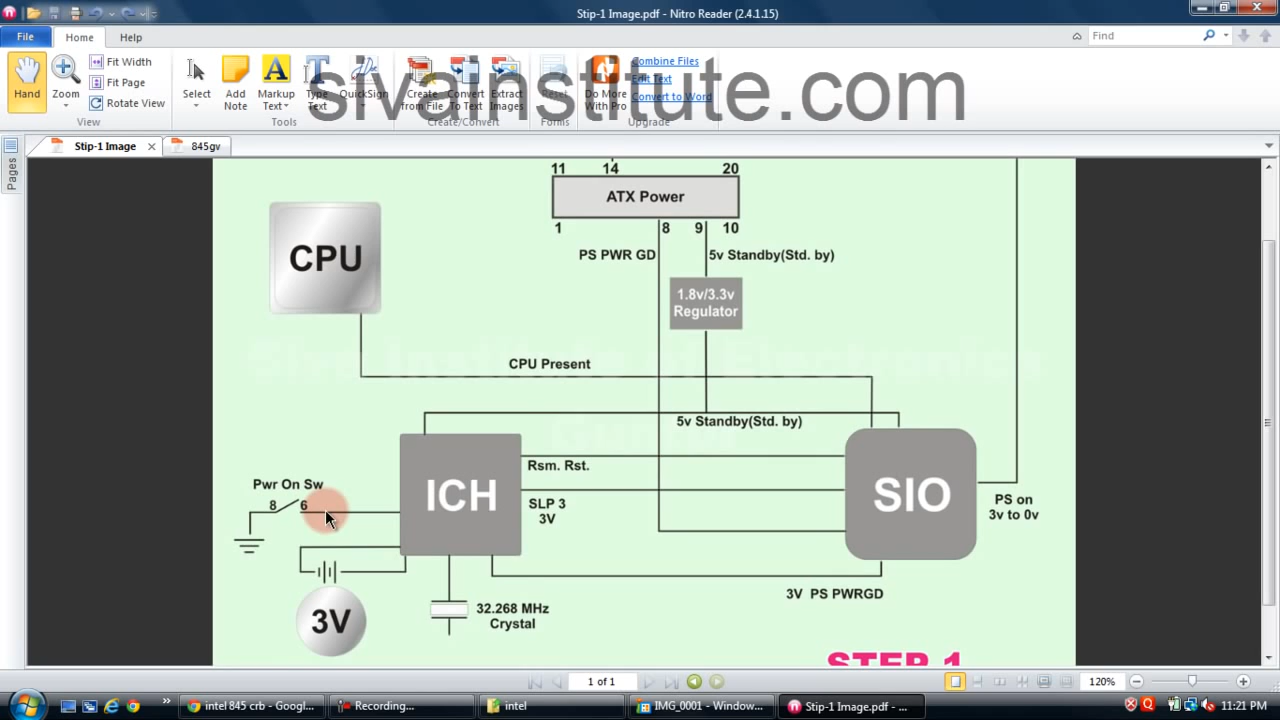 Stip-1 Image.pdf - Nitro Reader (2.4.1.15)
File
Home
Help
Find
Hand
Zoom
Fit Width
Fit Page
Rotate View
View
Select
Add Note
Markup Text
Type Text
QuickSign
Tools
Create from File
Convert To Text
Extract Images
Create/Convert
Reset
Forms
Do More With Pro
Combine Files
Edit Text
Convert to Word
Upgrade
sivainstitute.com
Stip-1 Image
845gv
Pages
11 14 20
ATX Power
1 8 9 10
PS PWR GD
5v Standby(Std. by)
CPU
1.8v/3.3v
Regulator
Siva Institute of Electronics
CPU Present
5v Standby(Std. by)
Rsm. Rst.
Pwr On Sw
8 6
ICH
SLP 3
3V
SIO
PS on
3v to 0v
3V
32.268 MHz
Crystal
3V PS PWRGD
STEP 1
1 of 1
120%
intel 845 crb - Googl...
Recording...
intel
IMG_0001 - Window...
Stip-1 Image.pdf - ...
11:21 PM